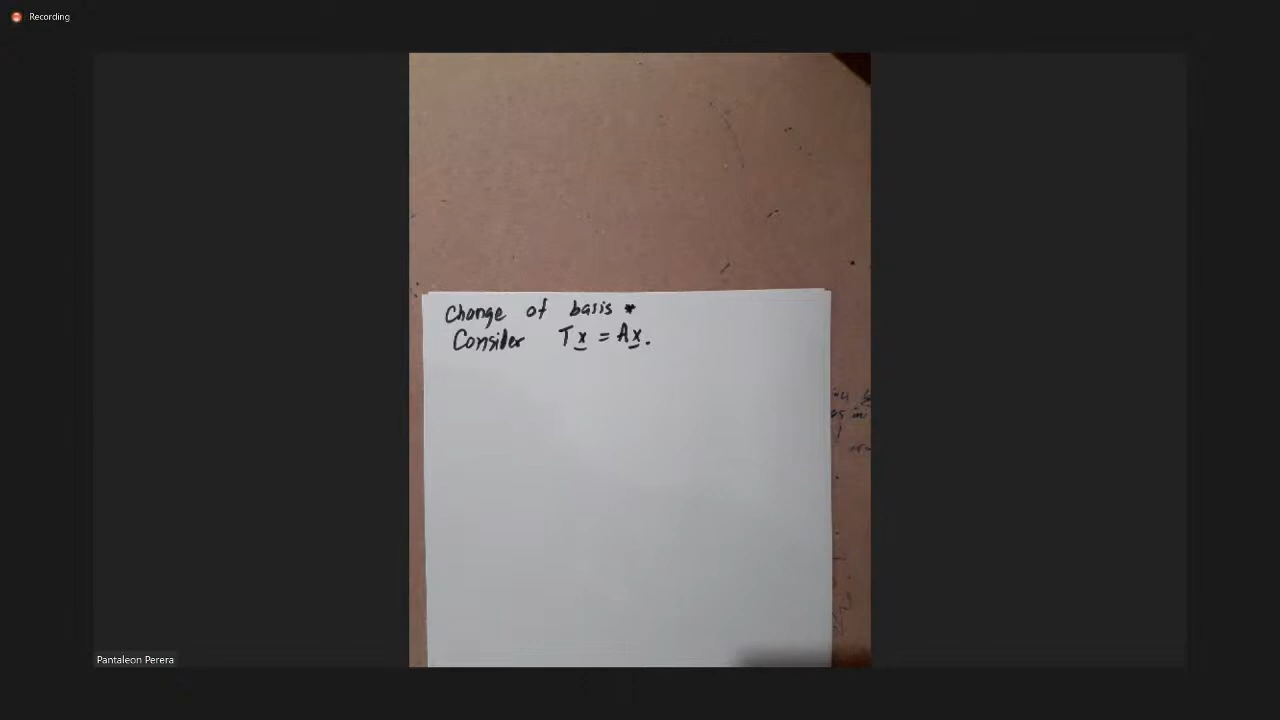 Recording
Change of basis *
Consider Tx = Ax.
Pantaleon Perera